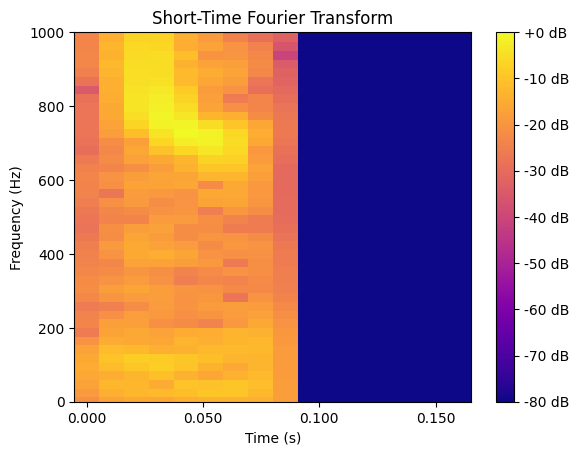 Short-Time Fourier Transform
1000
800
600
400
200
0
Frequency (Hz)
0.000
0.050
0.100
0.150
Time (s)
+0 dB
-10 dB
-20 dB
-30 dB
-40 dB
-50 dB
-60 dB
-70 dB
-80 dB